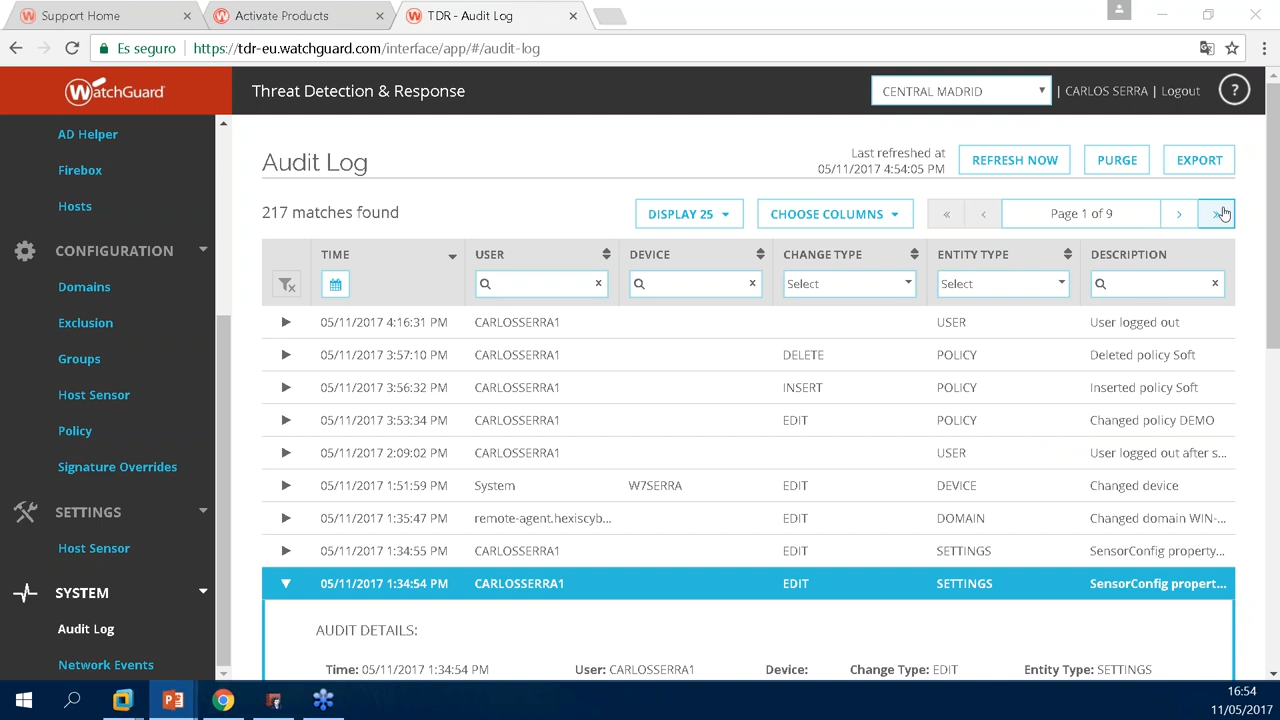 Support Home
Activate Products
TDR - Audit Log
Es seguro
https://tdr-eu.watchguard.com/interface/app/#/audit-log
WatchGuard
Threat Detection & Response
CENTRAL MADRID
| CARLOS SERRA | Logout
?
AD Helper
Firebox
Hosts
CONFIGURATION
Domains
Exclusion
Groups
Host Sensor
Policy
Signature Overrides
SETTINGS
Host Sensor
SYSTEM
Audit Log
Network Events
Audit Log
Last refreshed at
05/11/2017 4:54:05 PM
REFRESH NOW
PURGE
EXPORT
217 matches found
DISPLAY 25
CHOOSE COLUMNS
« ‹ Page 1 of 9 › »
TIME USER DEVICE CHANGE TYPE ENTITY TYPE DESCRIPTION
Select Select
05/11/2017 4:16:31 PM CARLOSSERRA1 USER User logged out
05/11/2017 3:57:10 PM CARLOSSERRA1 DELETE POLICY Deleted policy Soft
05/11/2017 3:56:32 PM CARLOSSERRA1 INSERT POLICY Inserted policy Soft
05/11/2017 3:53:34 PM CARLOSSERRA1 EDIT POLICY Changed policy DEMO
05/11/2017 2:09:02 PM CARLOSSERRA1 USER User logged out after s...
05/11/2017 1:51:59 PM System W7SERRA EDIT DEVICE Changed device
05/11/2017 1:35:47 PM remote-agent.hexiscyb... EDIT DOMAIN Changed domain WIN-...
05/11/2017 1:34:55 PM CARLOSSERRA1 EDIT SETTINGS SensorConfig property...
05/11/2017 1:34:54 PM CARLOSSERRA1 EDIT SETTINGS SensorConfig propert...
AUDIT DETAILS:
Time: 05/11/2017 1:34:54 PM User: CARLOSSERRA1 Device: Change Type: EDIT Entity Type: SETTINGS
16:54
11/05/2017